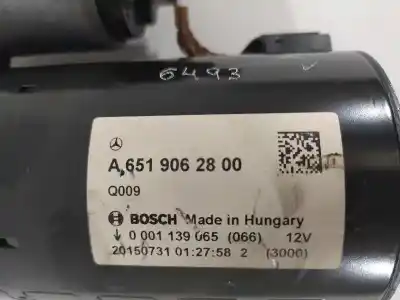 6493
A 651 906 28 00
Q009
BOSCH Made in Hungary
0 001 139 065 (066) 12V
20150731 01:27:58 2 (3000)